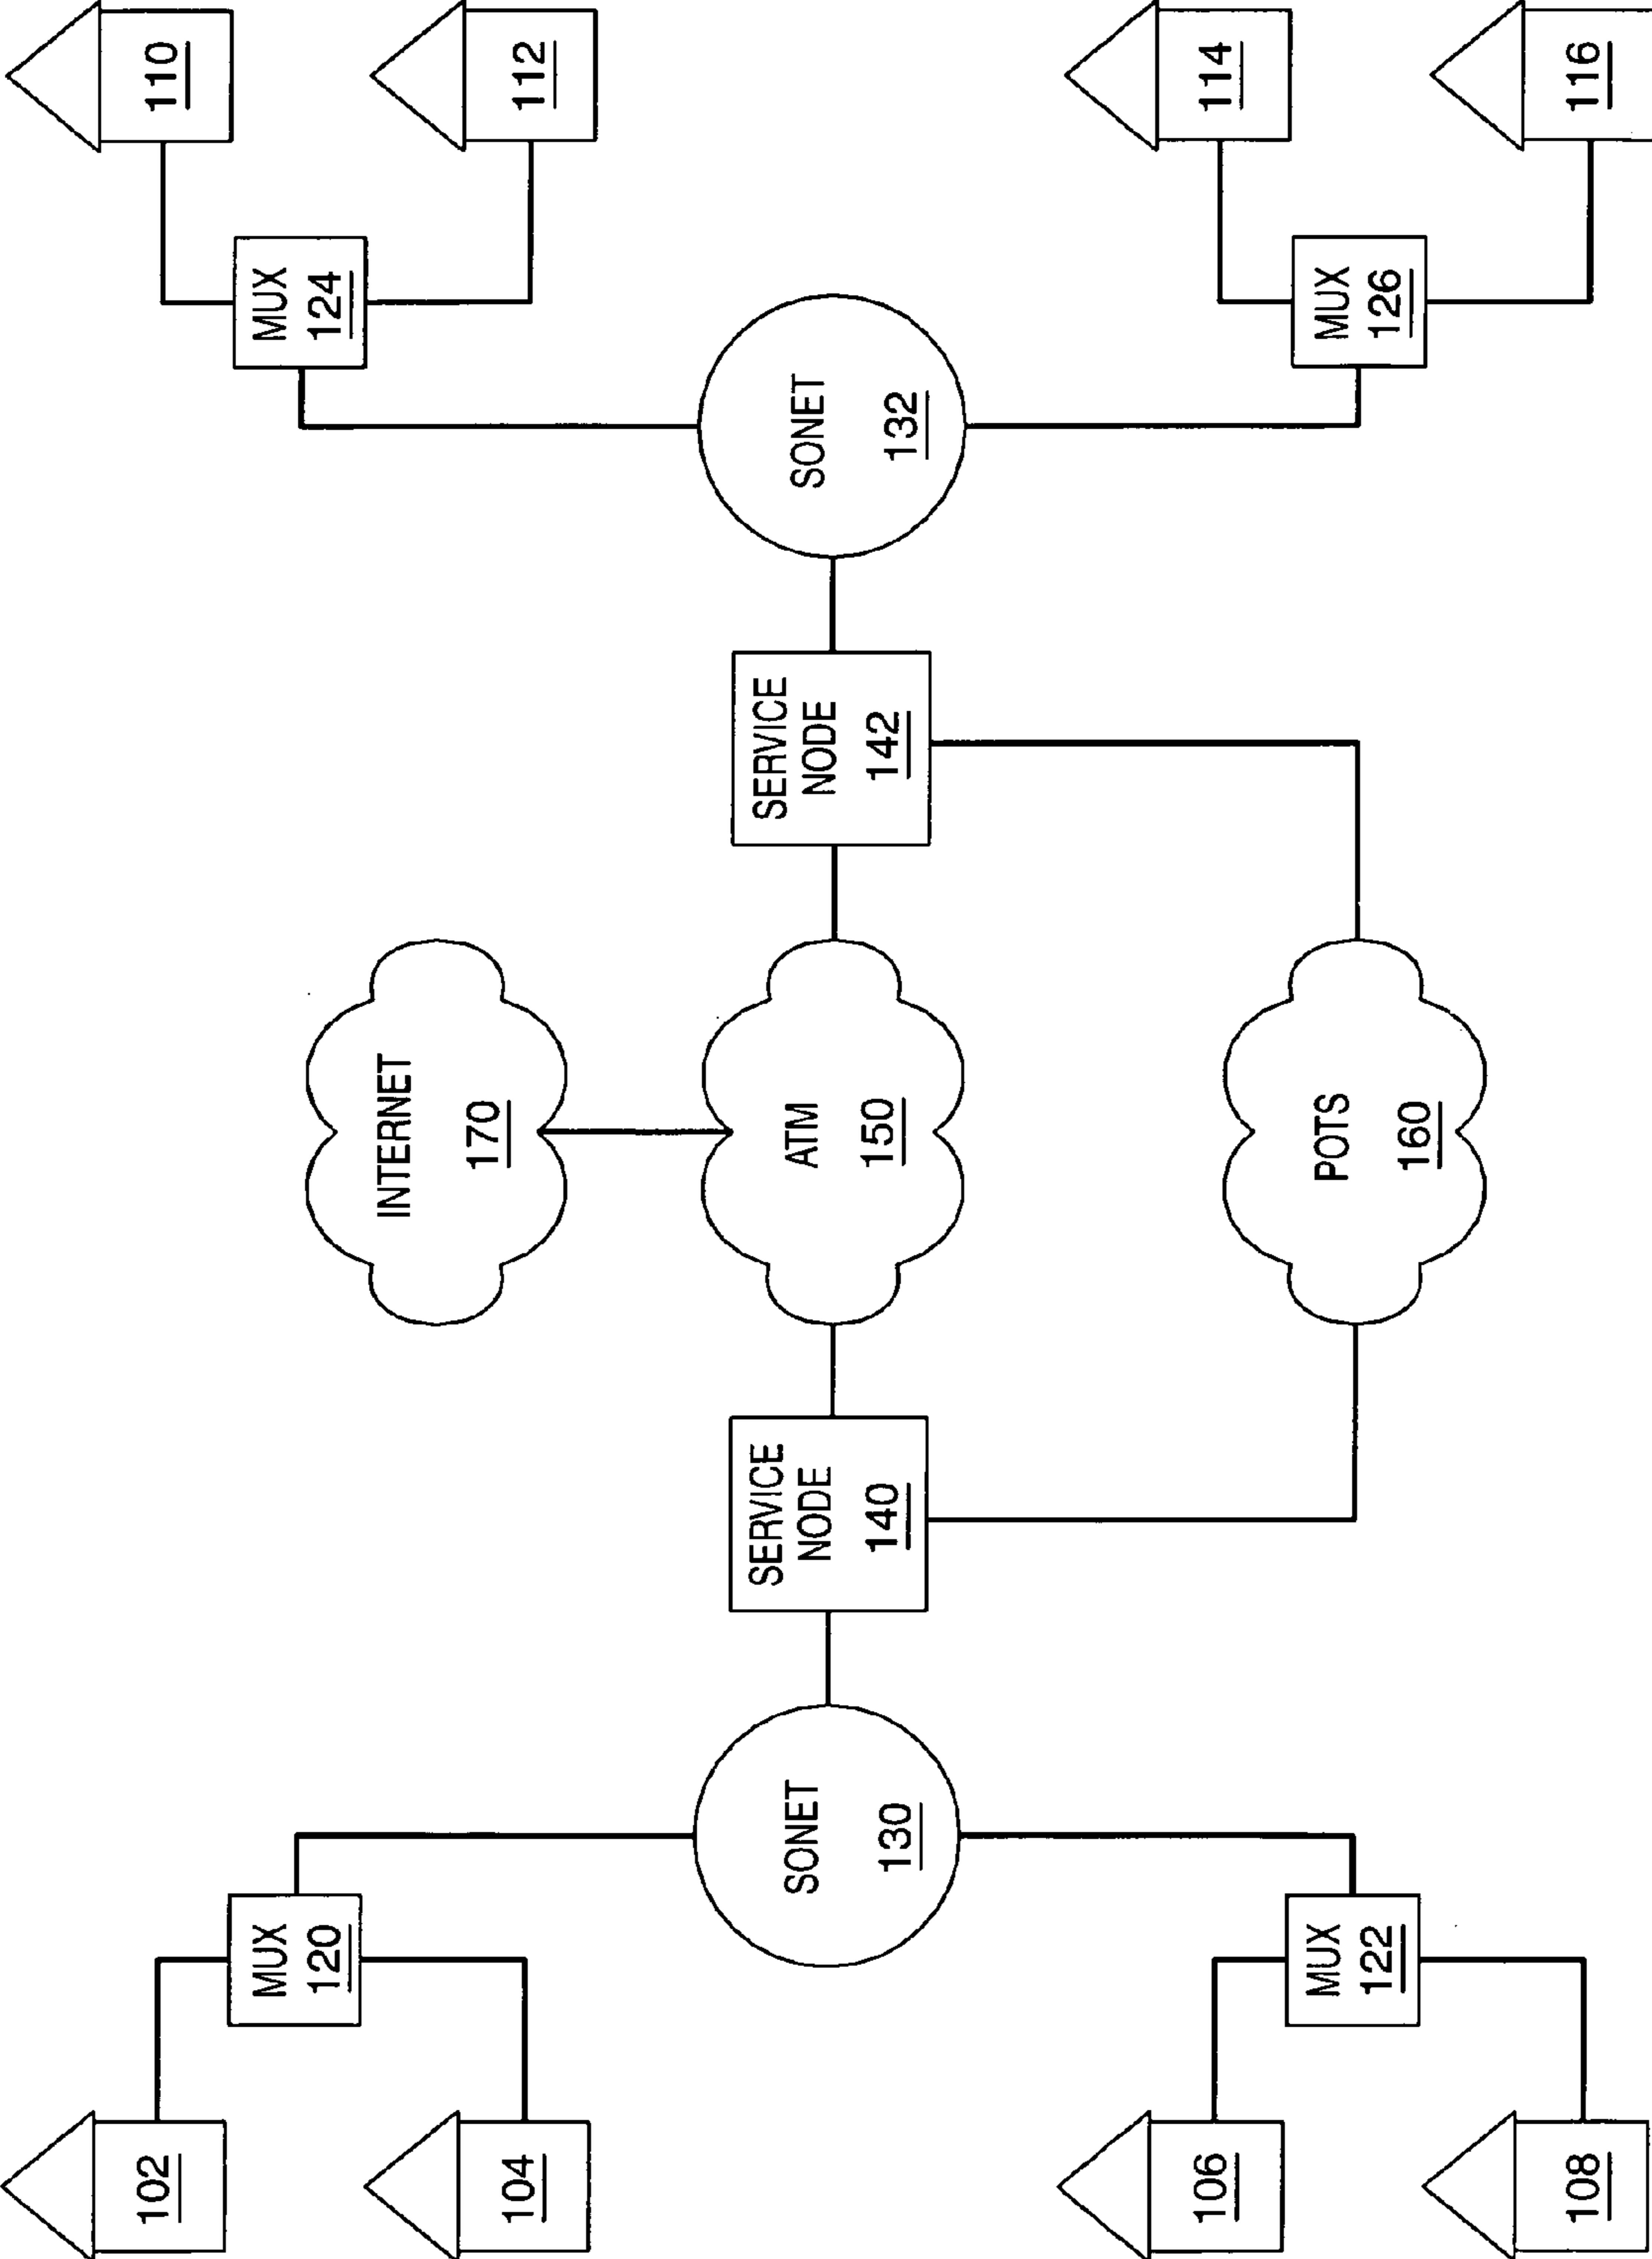 102
104
106
108
MUX
120
MUX
122
SONET
130
SERVICE
NODE
140
INTERNET
170
ATM
150
POTS
160
SERVICE
NODE
142
SONET
132
MUX
124
MUX
126
110
112
114
116